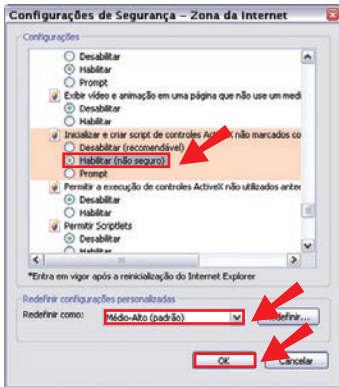 Configurações de Segurança – Zona da Internet
Configurações
Desabilitar
Habilitar
Prompt
Exibir vídeo e animação em uma página que não use um medi
Desabilitar
Habilitar
Inicializar e criar script de controles ActiveX não marcados co
Desabilitar (recomendável)
Habilitar (não seguro)
Prompt
Permitir a execução de controles ActiveX não utilizados anter
Desabilitar
Habilitar
Permitir Scriptlets
Desabilitar
Habilitar
*Entra em vigor após a reinicialização do Internet Explorer
Redefinir configurações personalizadas
Redefinir como:
Médio-Alto (padrão)
Redefinir...
OK
Cancelar